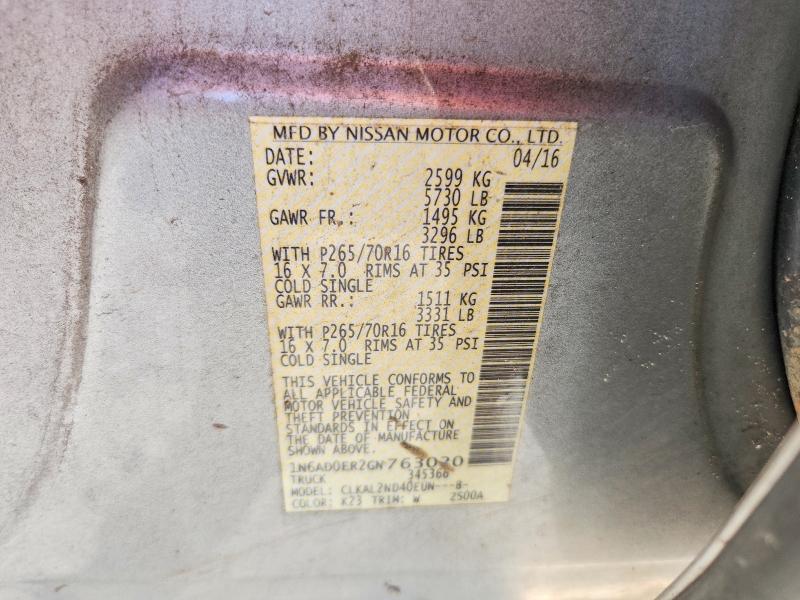 MFD BY NISSAN MOTOR CO., LTD.
DATE: 04/16
GVWR: 2599 KG
5730 LB
GAWR FR.: 1495 KG
3296 LB
WITH P265/70R16 TIRES
16 X 7.0 RIMS AT 35 PSI
COLD SINGLE
GAWR RR.: 1511 KG
3331 LB
WITH P265/70R16 TIRES
16 X 7.0 RIMS AT 35 PSI
COLD SINGLE
THIS VEHICLE CONFORMS TO
ALL APPLICABLE FEDERAL
MOTOR VEHICLE SAFETY AND
THEFT PREVENTION
STANDARDS IN EFFECT ON
THE DATE OF MANUFACTURE
SHOWN ABOVE.
1N6AD0ER2GN763020
TRUCK 345366
MODEL: CLKAL2ND40EUN---B-
COLOR: K23 TRIM: W 2500A